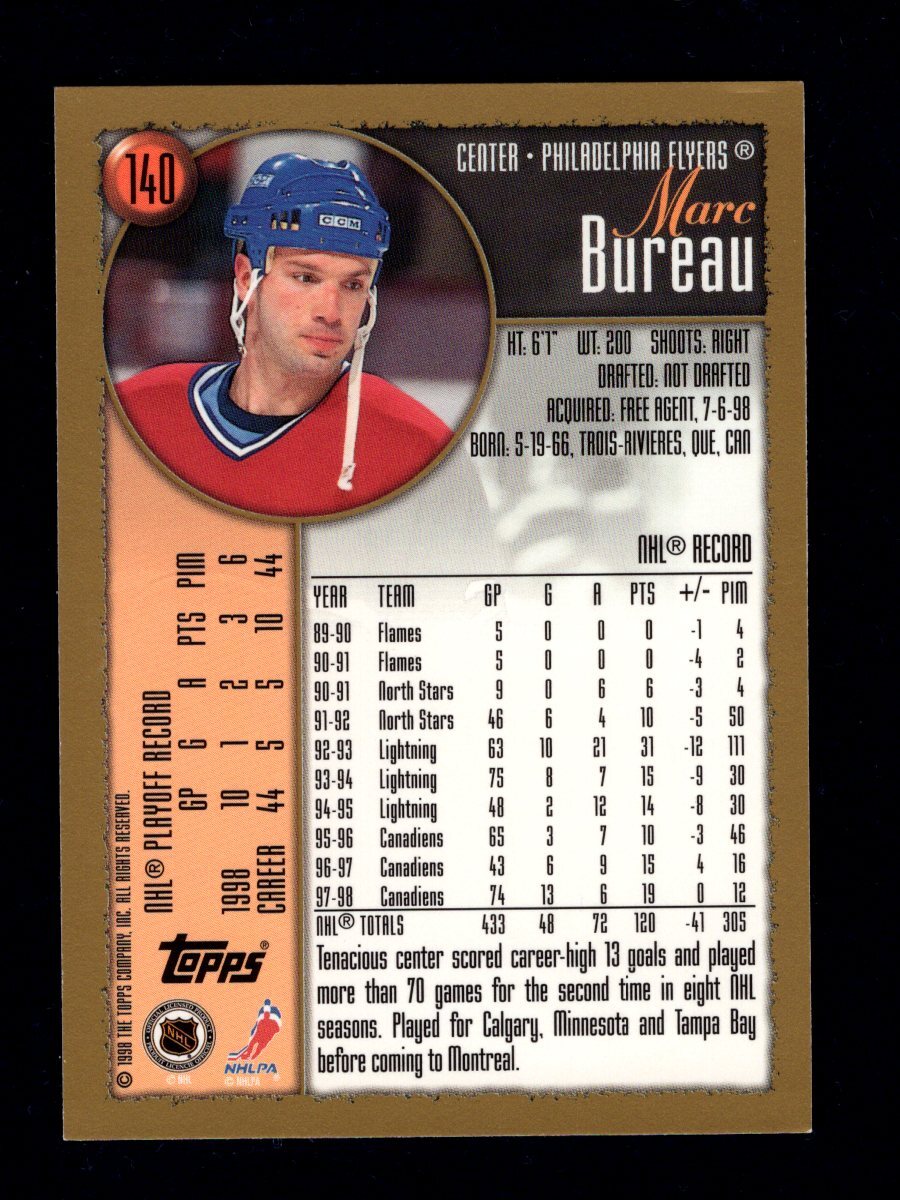 140
CCM
CENTER · PHILADELPHIA FLYERS ®
Marc
Bureau
HT: 6'1" WT: 200 SHOOTS: RIGHT
DRAFTED: NOT DRAFTED
ACQUIRED: FREE AGENT, 7-6-98
BORN: 5-19-66, TROIS-RIVIERES, QUE, CAN
NHL® RECORD
YEAR TEAM GP G A PTS +/- PIM
89-90 Flames 5 0 0 0 -1 4
90-91 Flames 5 0 0 0 -4 2
90-91 North Stars 9 0 6 6 -3 4
91-92 North Stars 46 6 4 10 -5 50
92-93 Lightning 63 10 21 31 -12 111
93-94 Lightning 75 8 7 15 -9 30
94-95 Lightning 48 2 12 14 -8 30
95-96 Canadiens 65 3 7 10 -3 46
96-97 Canadiens 43 6 9 15 4 16
97-98 Canadiens 74 13 6 19 0 12
NHL® TOTALS 433 48 72 120 -41 305
Tenacious center scored career-high 13 goals and played
more than 70 games for the second time in eight NHL
seasons. Played for Calgary, Minnesota and Tampa Bay
before coming to Montreal.
NHL® PLAYOFF RECORD
GP G A PTS PIM
1998 10 1 2 3 6
CAREER 44 5 5 10 44
© 1998 THE TOPPS COMPANY, INC. ALL RIGHTS RESERVED.
Topps®
NHL
© NHL
NHLPA
© NHLPA